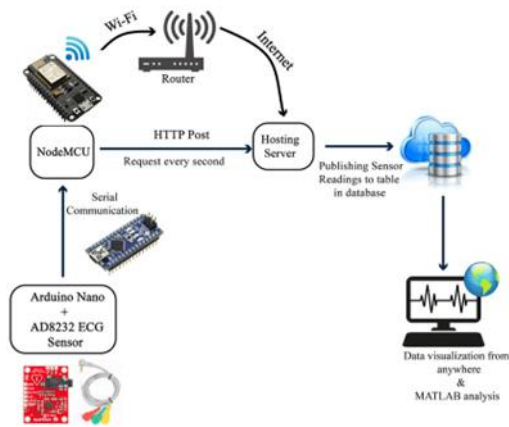 Wi-Fi
Internet
Router
NodeMCU
HTTP Post
Request every second
Hosting
Server
Publishing Sensor
Readings to table
in database
Serial
Communication
Arduino Nano
+
AD8232 ECG
Sensor
Data visualization from
anywhere
&
MATLAB analysis